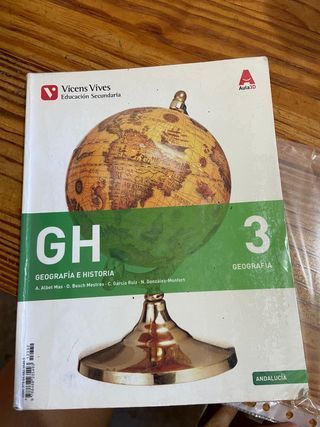 Vicens Vives
Educación Secundaria
Aula3D
GH
GEOGRAFÍA E HISTORIA
A. Albet Mas · D. Bosch Mestres · C. García Ruiz · N. González-Monfort
3
GEOGRAFÍA
ANDALUCÍA